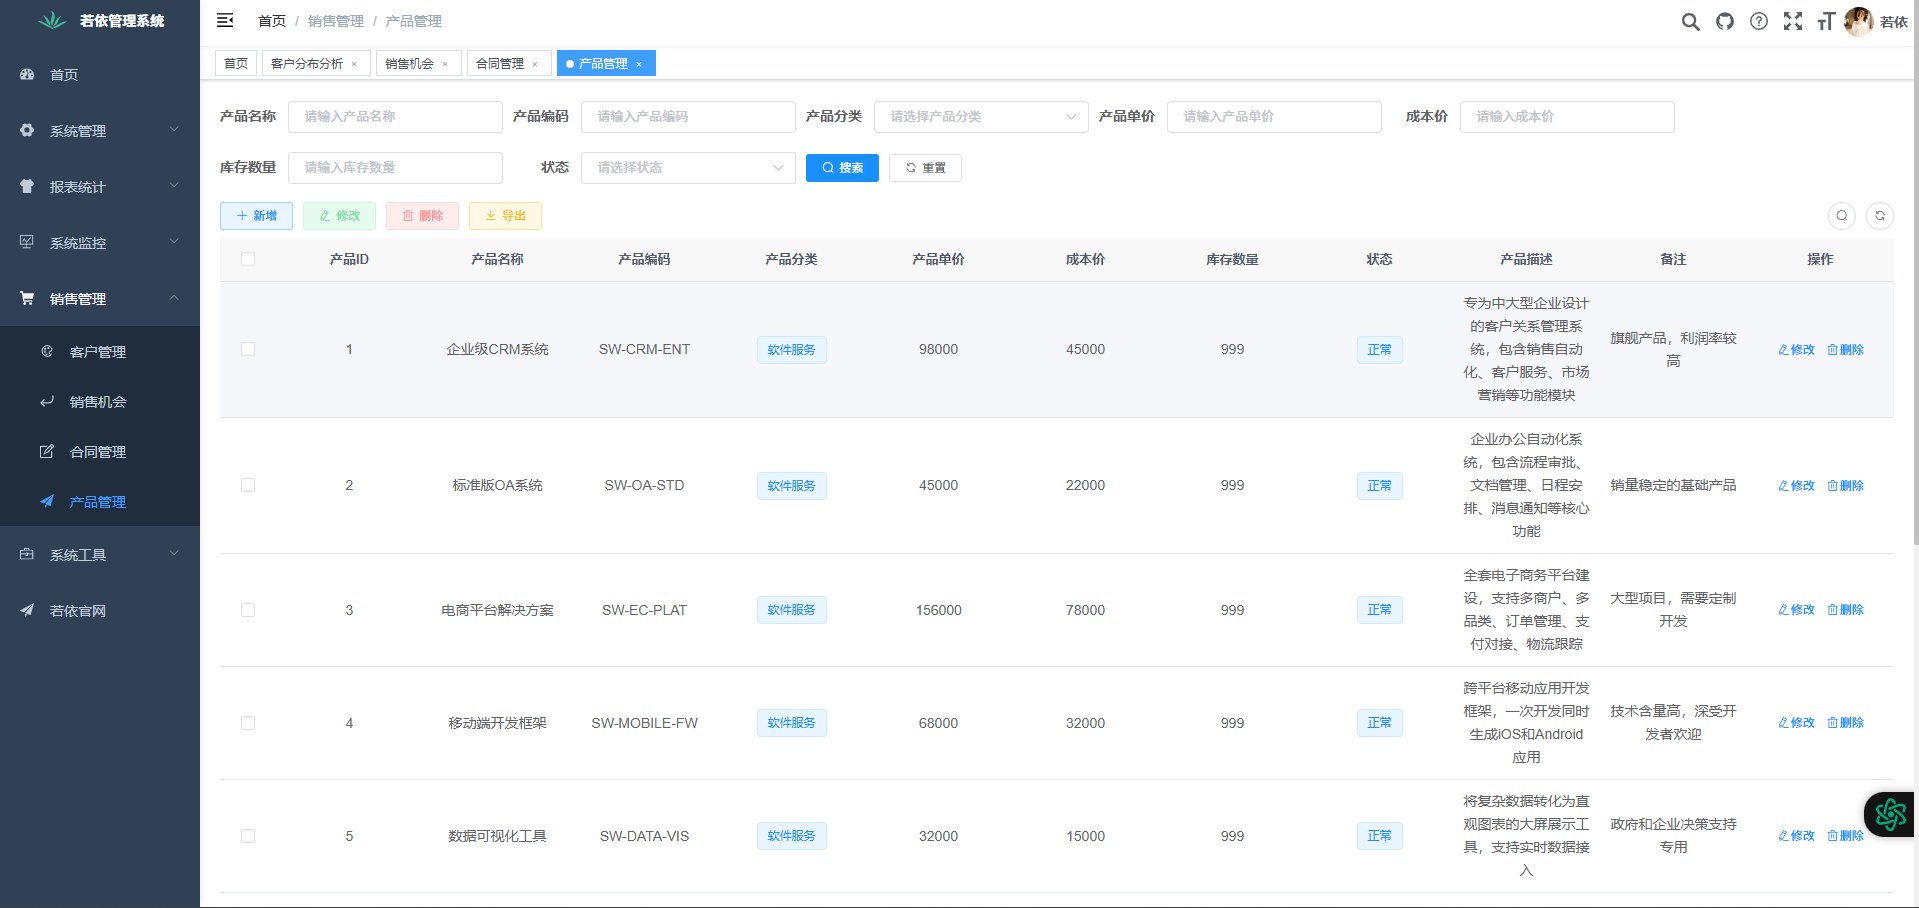 若依管理系统
首页
系统管理
报表统计
系统监控
销售管理
客户管理
销售机会
合同管理
产品管理
系统工具
若依官网
首页 / 销售管理 / 产品管理
若依
首页 客户分布分析 × 销售机会 × 合同管理 × 产品管理 ×
产品名称 请输入产品名称 产品编码 请输入产品编码 产品分类 请选择产品分类 产品单价 请输入产品单价 成本价 请输入成本价
库存数量 请输入库存数量 状态 请选择状态 搜索 重置
新增 修改 删除 导出
产品ID 产品名称 产品编码 产品分类 产品单价 成本价 库存数量 状态 产品描述 备注 操作
1 企业级CRM系统 SW-CRM-ENT 软件服务 98000 45000 999 正常
专为中大型企业设计
的客户关系管理系
统，包含销售自动
化、客户服务、市场
营销等功能模块
旗舰产品，利润率较
高
修改 删除
2 标准版OA系统 SW-OA-STD 软件服务 45000 22000 999 正常
企业办公自动化系
统，包含流程审批、
文档管理、日程安
排、消息通知等核心
功能
销量稳定的基础产品
修改 删除
3 电商平台解决方案 SW-EC-PLAT 软件服务 156000 78000 999 正常
全套电子商务平台建
设，支持多商户、多
品类、订单管理、支
付对接、物流跟踪
大型项目，需要定制
开发
修改 删除
4 移动端开发框架 SW-MOBILE-FW 软件服务 68000 32000 999 正常
跨平台移动应用开发
框架，一次开发同时
生成iOS和Android
应用
技术含量高，深受开
发者欢迎
修改 删除
5 数据可视化工具 SW-DATA-VIS 软件服务 32000 15000 999 正常
将复杂数据转化为直
观图表的大屏展示工
具，支持实时数据接
入
政府和企业决策支持
专用
修改 删除